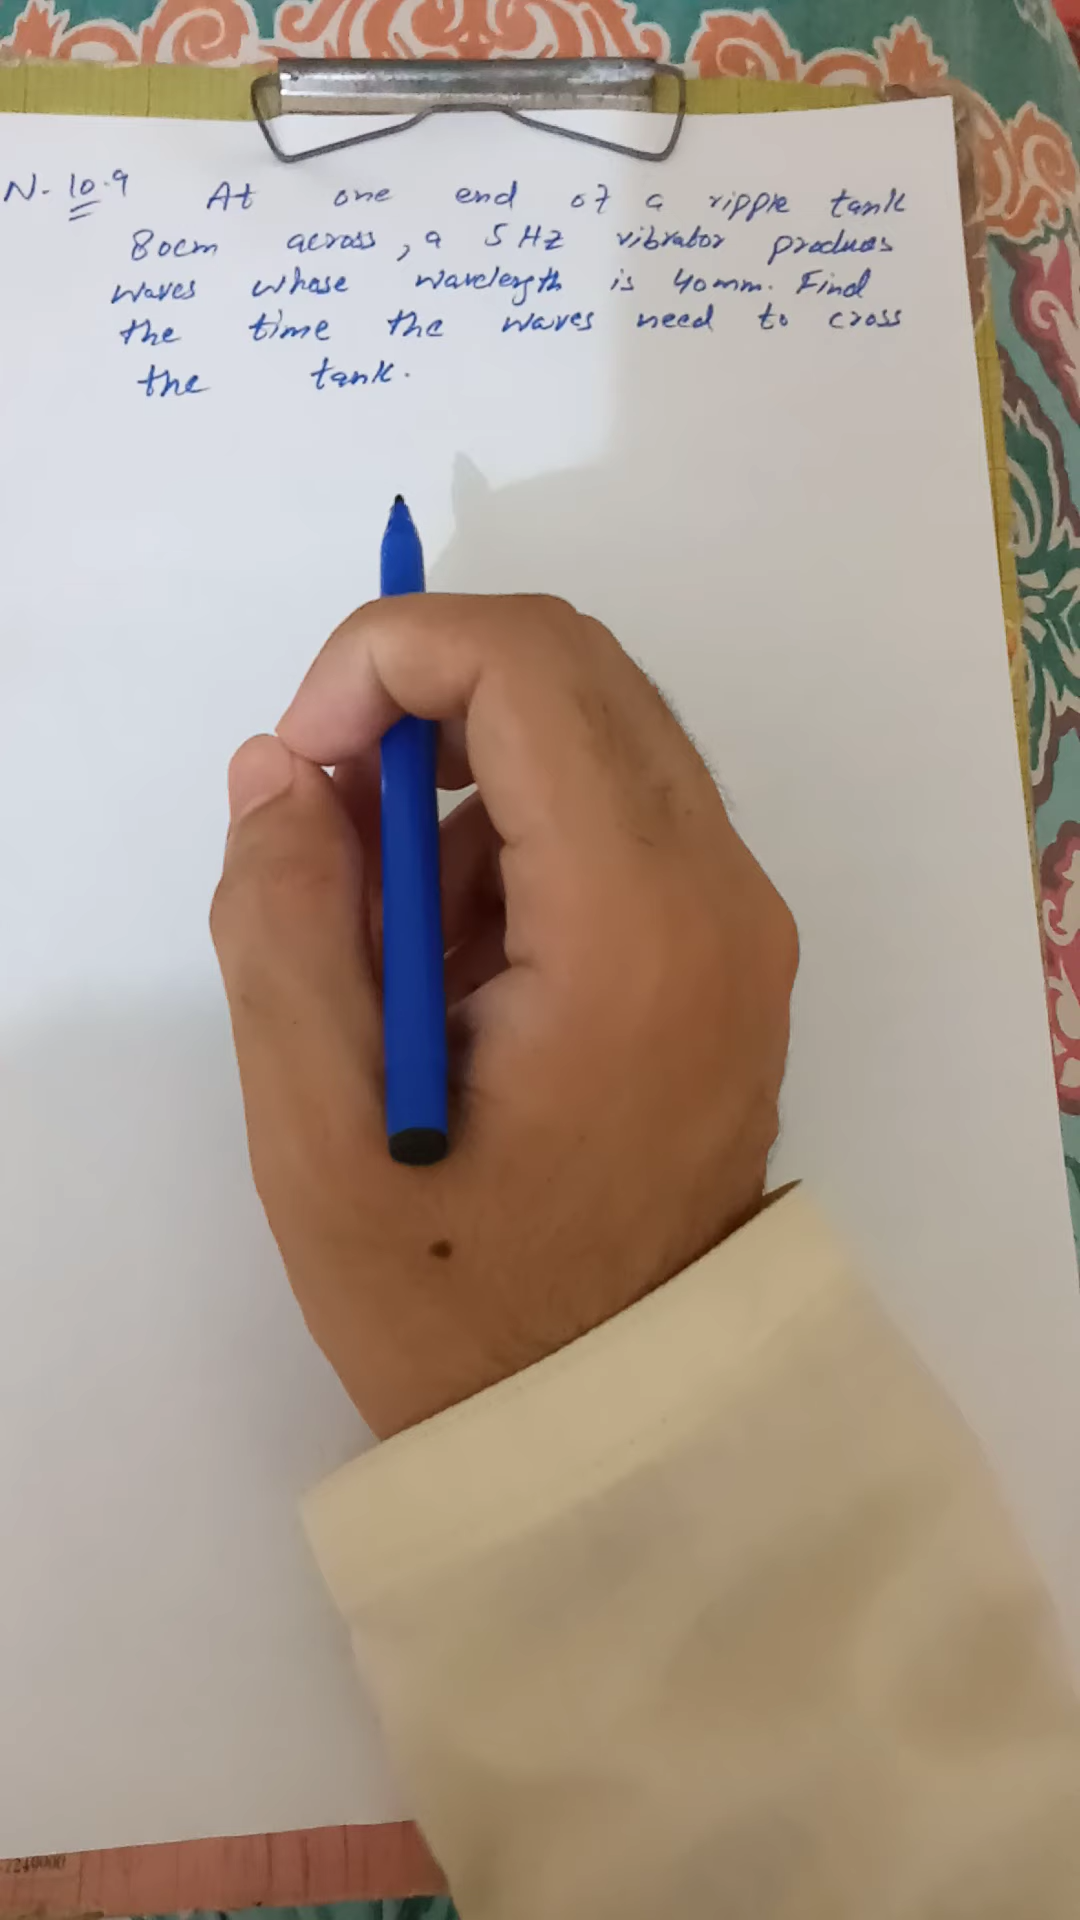 N-10.9 At one end of a ripple tank
80cm across, a 5 Hz vibrator produces
waves whose wavelength is 40mm. Find
the time the waves need to cross
the tank.